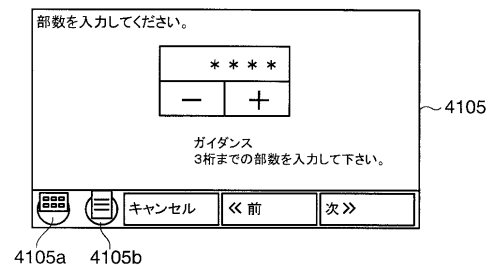 部数を入力してください。
＊＊＊＊
－ ＋
ガイダンス
3桁までの部数を入力して下さい。
キャンセル ≪前 次≫
4105
4105a 4105b